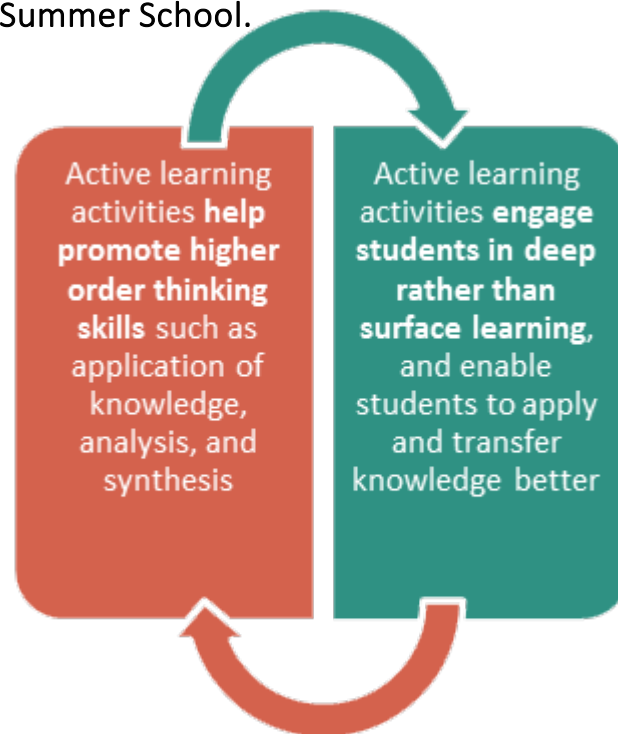 Summer School.
Active learning
activities help
promote higher
order thinking
skills such as
application of
knowledge,
analysis, and
synthesis
Active learning
activities engage
students in deep
rather than
surface learning,
and enable
students to apply
and transfer
knowledge better